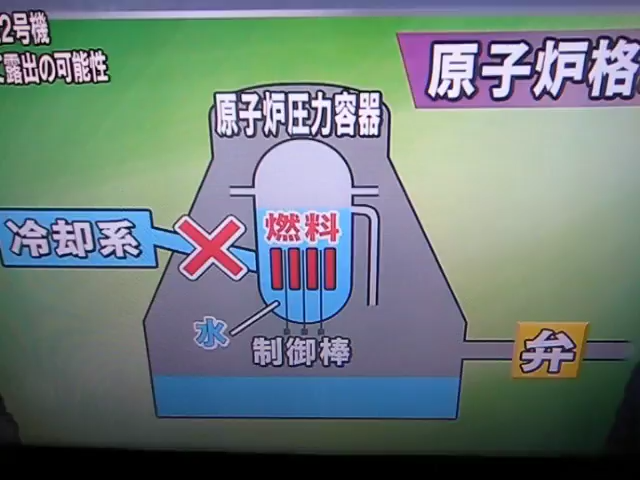 2号機
露出の可能性
原子炉格
原子炉圧力容器
燃料
冷却系
水
制御棒
弁